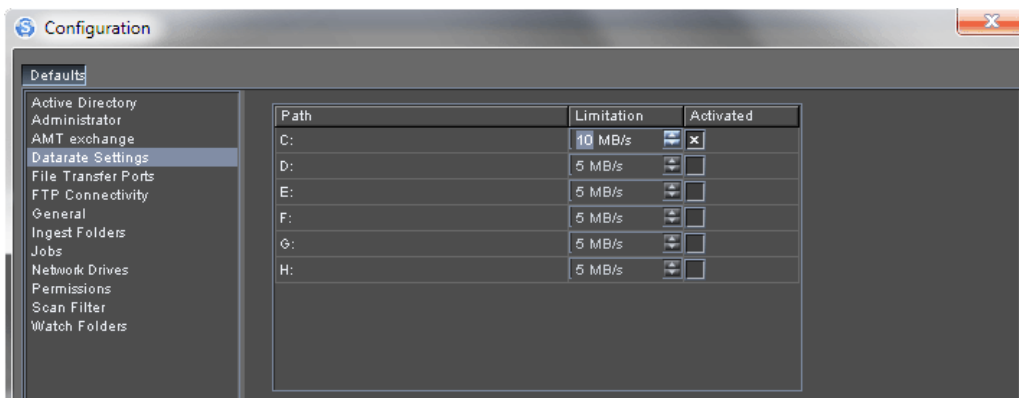 Configuration
Defaults
Active Directory
Administrator
AMT exchange
Datarate Settings
File Transfer Ports
FTP Connectivity
General
Ingest Folders
Jobs
Network Drives
Permissions
Scan Filter
Watch Folders
Path Limitation Activated
C: 10 MB/s
D: 5 MB/s
E: 5 MB/s
F: 5 MB/s
G: 5 MB/s
H: 5 MB/s